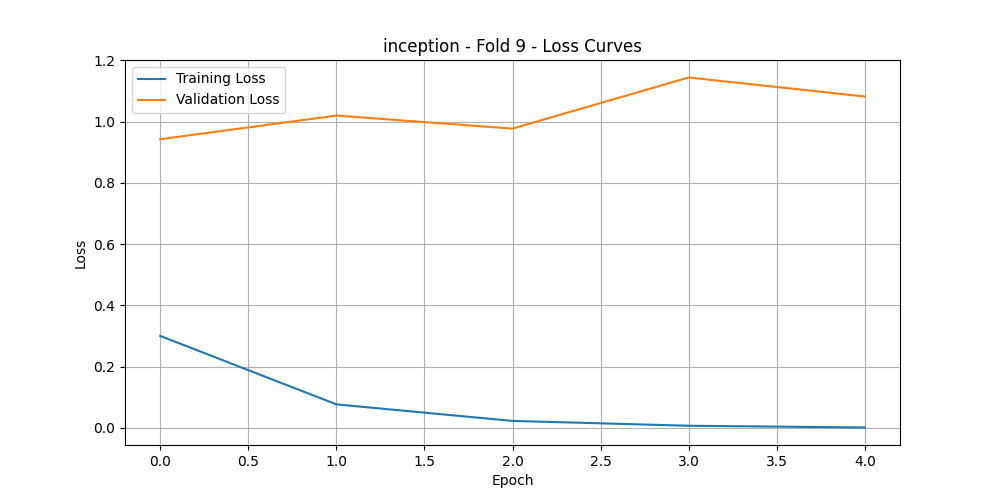 inception - Fold 9 - Loss Curves
Training Loss
Validation Loss
1.2
1.0
0.8
0.6
0.4
0.2
0.0
Loss
0.0 0.5 1.0 1.5 2.0 2.5 3.0 3.5 4.0
Epoch